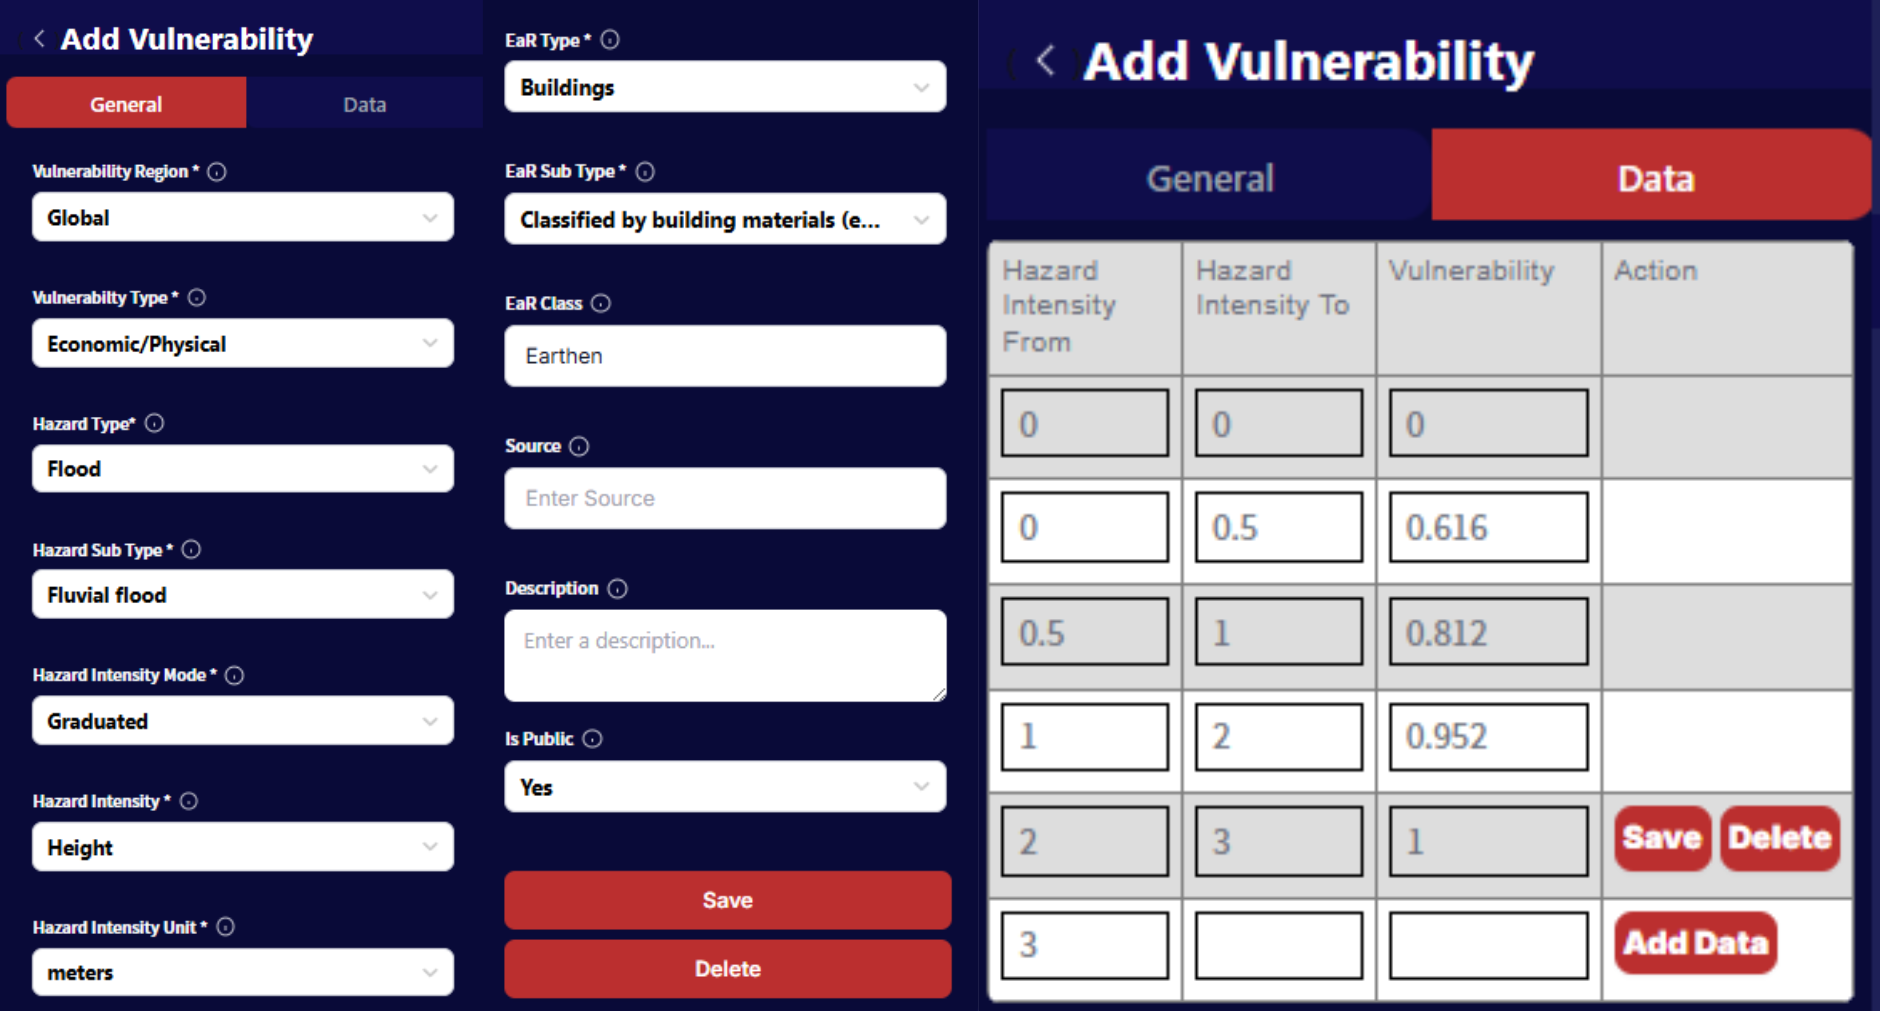 Add Vulnerability
General
Data
Vulnerability Region *
Global
Vulnerabilty Type *
Economic/Physical
Hazard Type*
Flood
Hazard Sub Type *
Fluvial flood
Hazard Intensity Mode *
Graduated
Hazard Intensity *
Height
Hazard Intensity Unit *
meters
EaR Type *
Buildings
EaR Sub Type *
Classified by building materials (e...
EaR Class
Earthen
Source
Enter Source
Description
Enter a description...
Is Public
Yes
Save
Delete
Add Vulnerability
General
Data
Hazard
Intensity
From
Hazard
Intensity To
Vulnerability
Action
0 0 0
0 0.5 0.616
0.5 1 0.812
1 2 0.952
2 3 1 Save Delete
3 Add Data